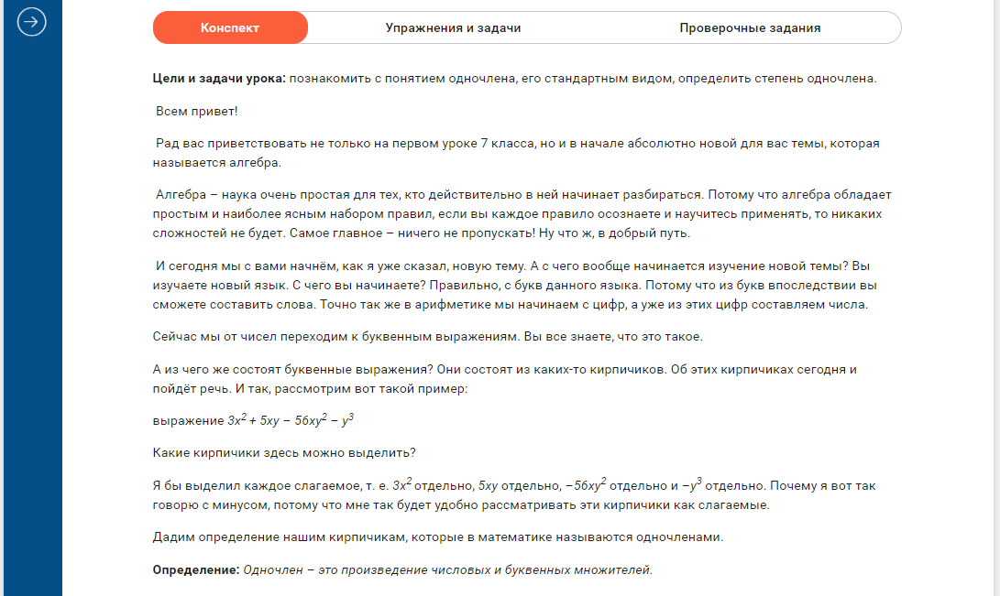 Конспект Упражнения и задачи Проверочные задания
Цели и задачи урока: познакомить с понятием одночлена, его стандартным видом, определить степень одночлена.
Всем привет!
Рад вас приветствовать не только на первом уроке 7 класса, но и в начале абсолютно новой для вас темы, которая
называется алгебра.
Алгебра – наука очень простая для тех, кто действительно в ней начинает разбираться. Потому что алгебра обладает
простым и наиболее ясным набором правил, если вы каждое правило осознаете и научитесь применять, то никаких
сложностей не будет. Самое главное – ничего не пропускать! Ну что ж, в добрый путь.
И сегодня мы с вами начнём, как я уже сказал, новую тему. А с чего вообще начинается изучение новой темы? Вы
изучаете новый язык. С чего вы начинаете? Правильно, с букв данного языка. Потому что из букв впоследствии вы
сможете составить слова. Точно так же в арифметике мы начинаем с цифр, а уже из этих цифр составляем числа.
Сейчас мы от чисел переходим к буквенным выражениям. Вы все знаете, что это такое.
А из чего же состоят буквенные выражения? Они состоят из каких-то кирпичиков. Об этих кирпичиках сегодня и
пойдёт речь. И так, рассмотрим вот такой пример:
выражение 3x² + 5xy – 56xy² – y³
Какие кирпичики здесь можно выделить?
Я бы выделил каждое слагаемое, т. е. 3x² отдельно, 5xy отдельно, –56xy² отдельно и –y³ отдельно. Почему я вот так
говорю с минусом, потому что мне так будет удобно рассматривать эти кирпичики как слагаемые.
Дадим определение нашим кирпичикам, которые в математике называются одночленами.
Определение: Одночлен – это произведение числовых и буквенных множителей.